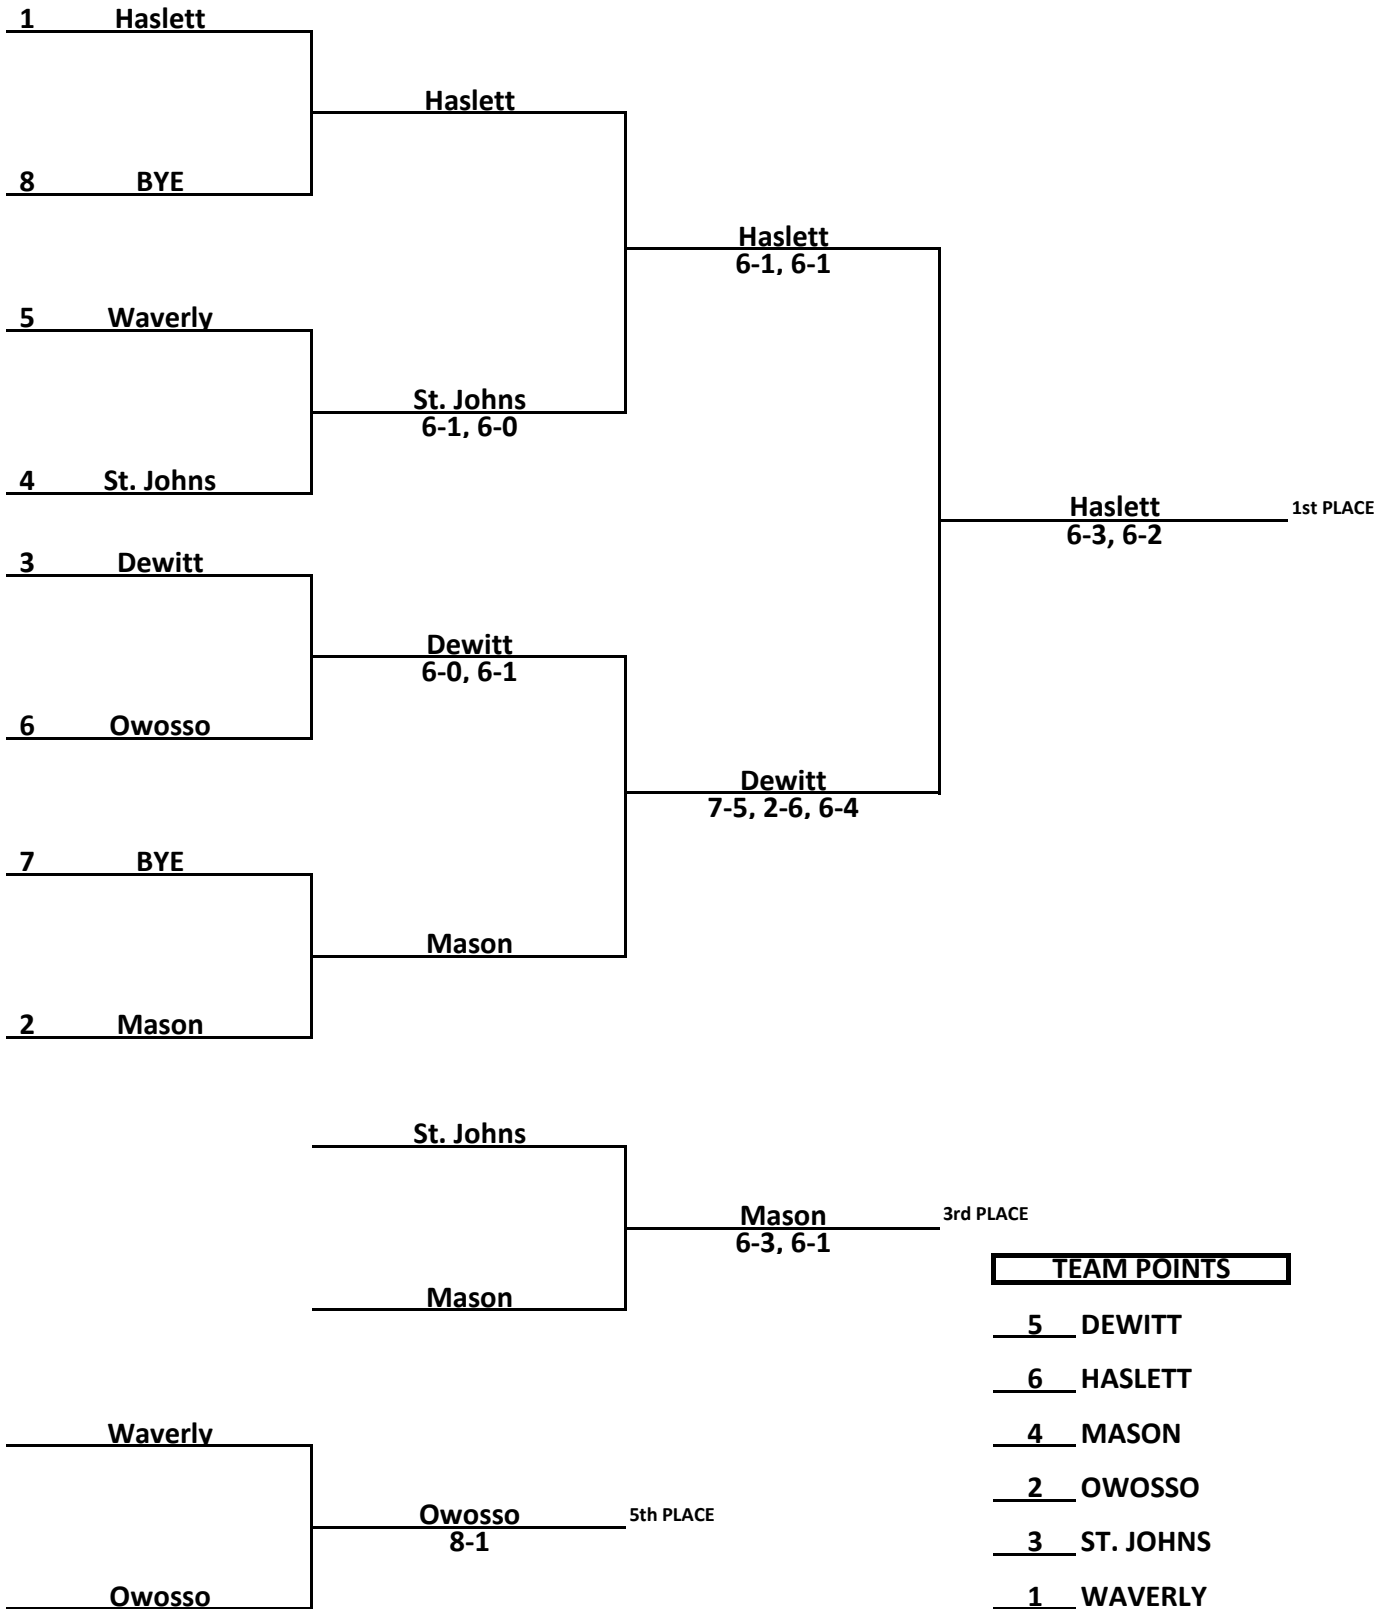 1 Haslett
Haslett
8 BYE
Haslett
6-1, 6-1
5 Waverly
St. Johns
6-1, 6-0
4 St. Johns
Haslett 1st PLACE
6-3, 6-2
3 Dewitt
Dewitt
6-0, 6-1
6 Owosso
Dewitt
7-5, 2-6, 6-4
7 BYE
Mason
2 Mason
St. Johns
Mason 3rd PLACE
6-3, 6-1
Mason
TEAM POINTS
5 DEWITT
6 HASLETT
4 MASON
2 OWOSSO
3 ST. JOHNS
1 WAVERLY
Waverly
Owosso 5th PLACE
8-1
Owosso